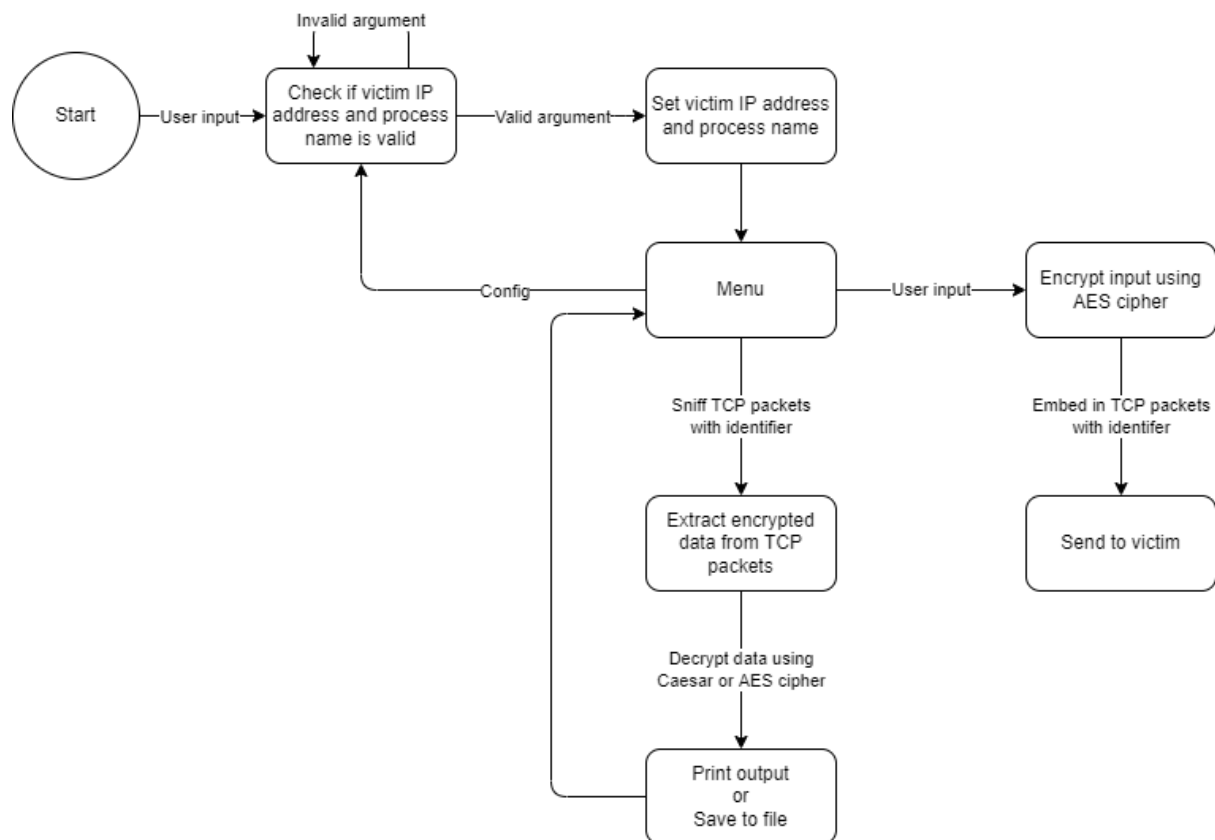 Invalid argument
Start
User input
Check if victim IP
address and process
name is valid
Valid argument
Set victim IP address
and process name
Config
Menu
User input
Encrypt input using
AES cipher
Sniff TCP packets
with identifier
Embed in TCP packets
with identifer
Extract encrypted
data from TCP
packets
Send to victim
Decrypt data using
Caesar or AES cipher
Print output
or
Save to file